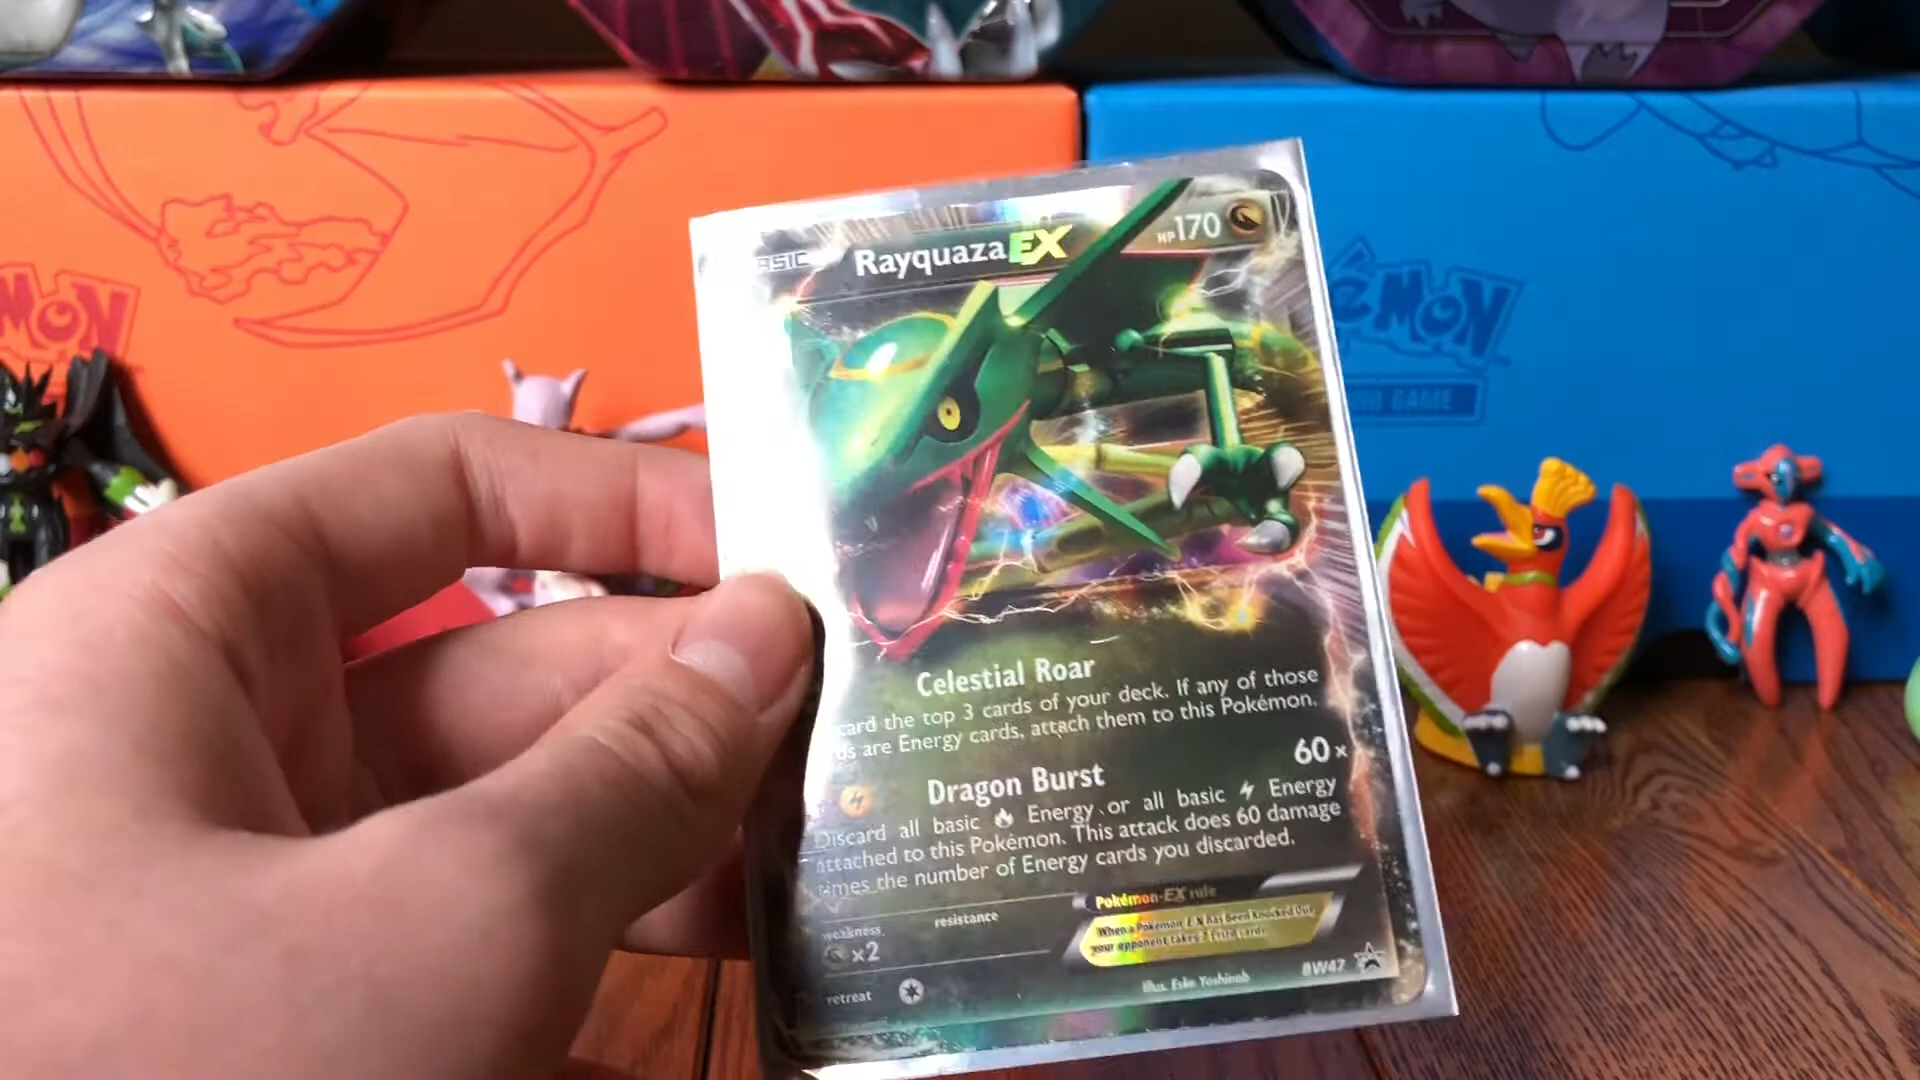 Rayquaza EX
HP 170
Celestial Roar
the top 3 cards of your deck. If any of those
are Energy cards, attach them to this Pokémon.
Dragon Burst 60×
Discard all basic Energy or all basic Energy
attached to this Pokémon. This attack does 60 damage
times the number of Energy cards you discarded.
weakness
×2
resistance
retreat
Pokémon-EX rule
When a Pokémon-EX has been Knocked Out,
your opponent takes 2 Prize cards.
Illus. Eske Yoshinob
BW47
GAME